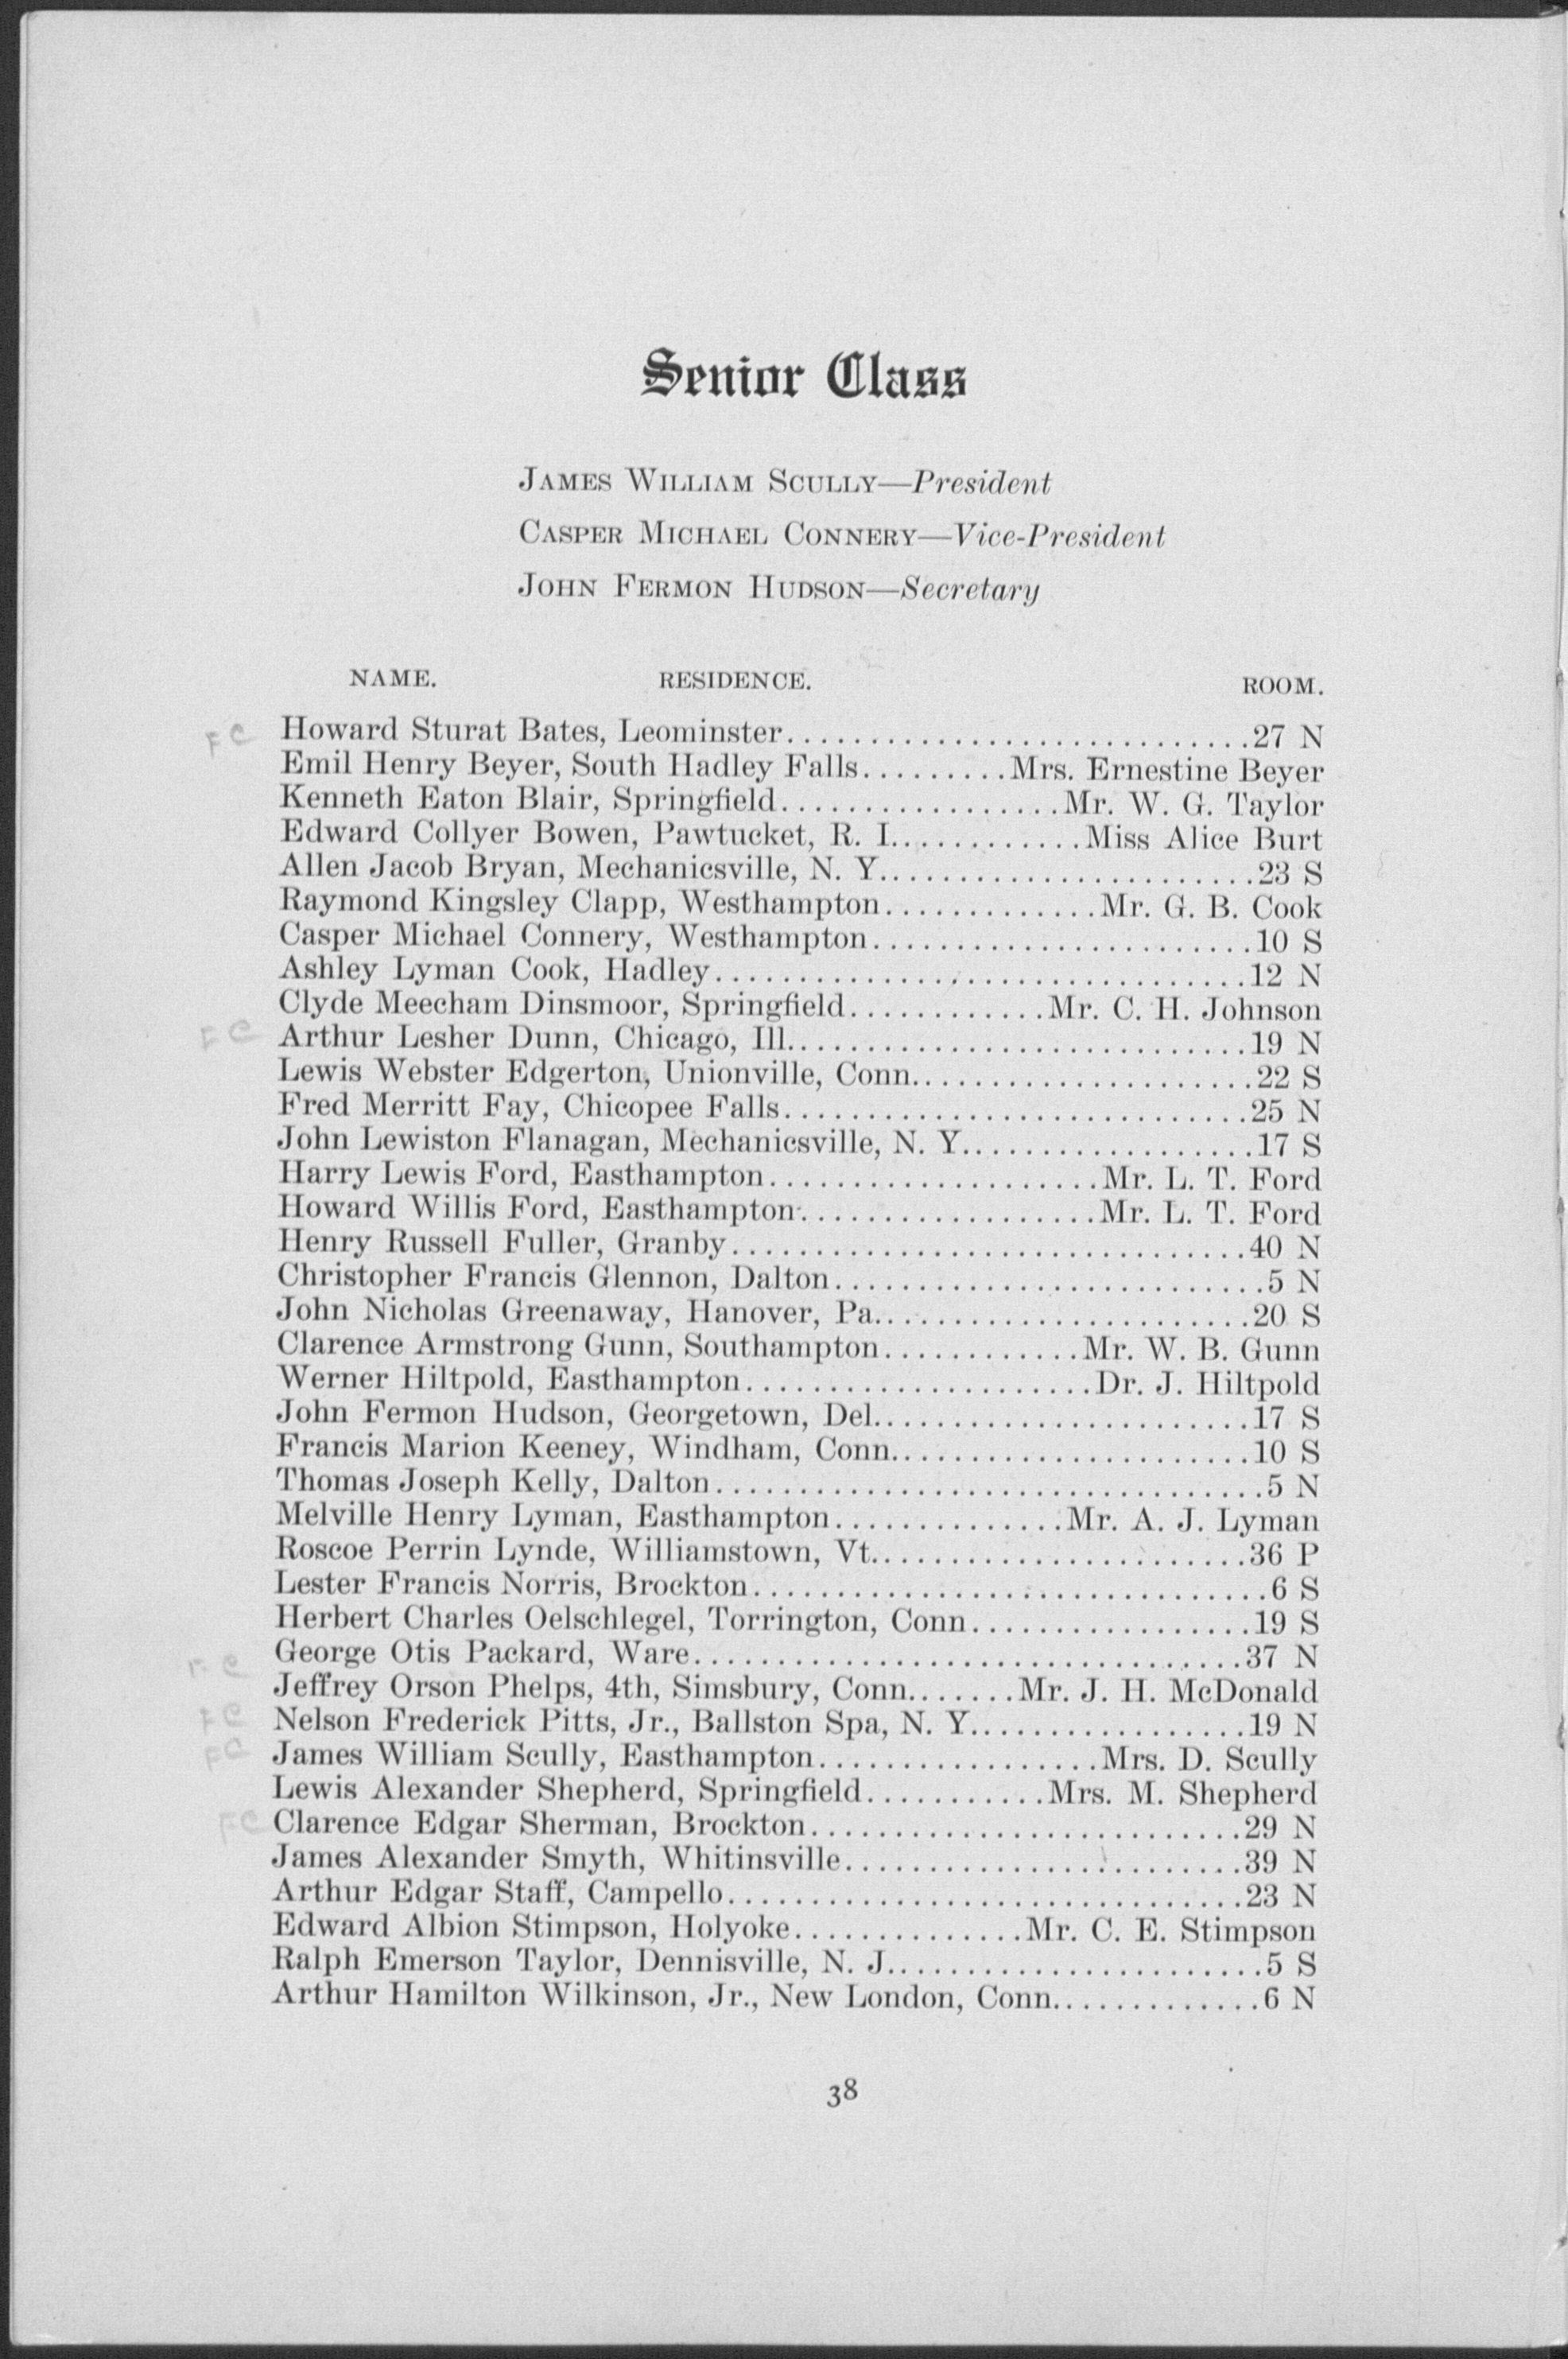 Senior Class
JAMES WILLIAM SCULLY—President
CASPER MICHAEL CONNERY—Vice-President
JOHN FERMON HUDSON—Secretary
NAME. RESIDENCE. ROOM.
FC Howard Sturat Bates, Leominster............................27 N
Emil Henry Beyer, South Hadley Falls.........Mrs. Ernestine Beyer
Kenneth Eaton Blair, Springfield.................Mr. W. G. Taylor
Edward Collyer Bowen, Pawtucket, R. I............Miss Alice Burt
Allen Jacob Bryan, Mechanicsville, N. Y.......................23 S
Raymond Kingsley Clapp, Westhampton.............Mr. G. B. Cook
Casper Michael Connery, Westhampton.......................10 S
Ashley Lyman Cook, Hadley................................12 N
Clyde Meecham Dinsmoor, Springfield............Mr. C. H. Johnson
FC Arthur Lesher Dunn, Chicago, Ill............................19 N
Lewis Webster Edgerton, Unionville, Conn.....................22 S
Fred Merritt Fay, Chicopee Falls............................25 N
John Lewiston Flanagan, Mechanicsville, N. Y..................17 S
Harry Lewis Ford, Easthampton....................Mr. L. T. Ford
Howard Willis Ford, Easthampton..................Mr. L. T. Ford
Henry Russell Fuller, Granby...............................40 N
Christopher Francis Glennon, Dalton..........................5 N
John Nicholas Greenaway, Hanover, Pa.......................20 S
Clarence Armstrong Gunn, Southampton............Mr. W. B. Gunn
Werner Hiltpold, Easthampton.....................Dr. J. Hiltpold
John Fermon Hudson, Georgetown, Del.......................17 S
Francis Marion Keeney, Windham, Conn......................10 S
Thomas Joseph Kelly, Dalton.................................5 N
Melville Henry Lyman, Easthampton..............Mr. A. J. Lyman
Roscoe Perrin Lynde, Williamstown, Vt.......................36 P
Lester Francis Norris, Brockton...............................6 S
Herbert Charles Oelschlegel, Torrington, Conn.................19 S
FC George Otis Packard, Ware.................................37 N
Jeffrey Orson Phelps, 4th, Simsbury, Conn.......Mr. J. H. McDonald
FC Nelson Frederick Pitts, Jr., Ballston Spa, N. Y.................19 N
FC James William Scully, Easthampton.................Mrs. D. Scully
Lewis Alexander Shepherd, Springfield...........Mrs. M. Shepherd
FC Clarence Edgar Sherman, Brockton..........................29 N
James Alexander Smyth, Whitinsville........................39 N
Arthur Edgar Staff, Campello...............................23 N
Edward Albion Stimpson, Holyoke..............Mr. C. E. Stimpson
Ralph Emerson Taylor, Dennisville, N. J.......................5 S
Arthur Hamilton Wilkinson, Jr., New London, Conn.............6 N
38